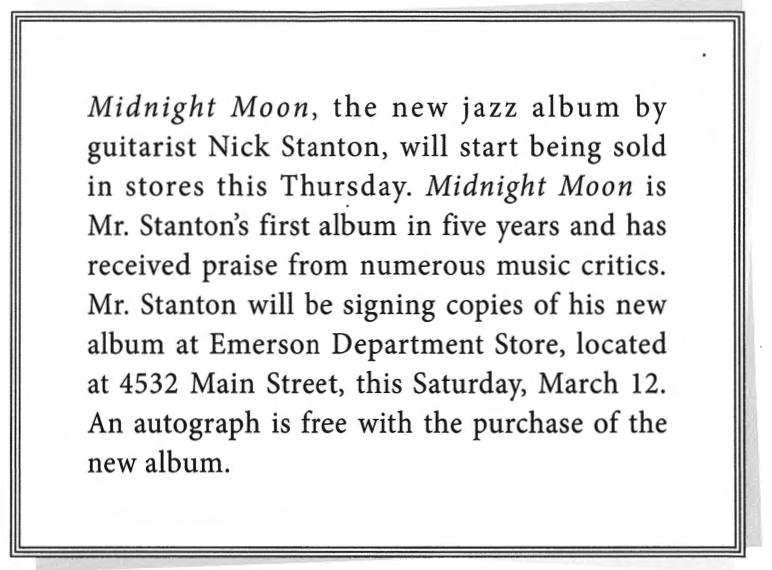 Midnight Moon, the new jazz album by
guitarist Nick Stanton, will start being sold
in stores this Thursday. Midnight Moon is
Mr. Stanton's first album in five years and has
received praise from numerous music critics.
Mr. Stanton will be signing copies of his new
album at Emerson Department Store, located
at 4532 Main Street, this Saturday, March 12.
An autograph is free with the purchase of the
new album.